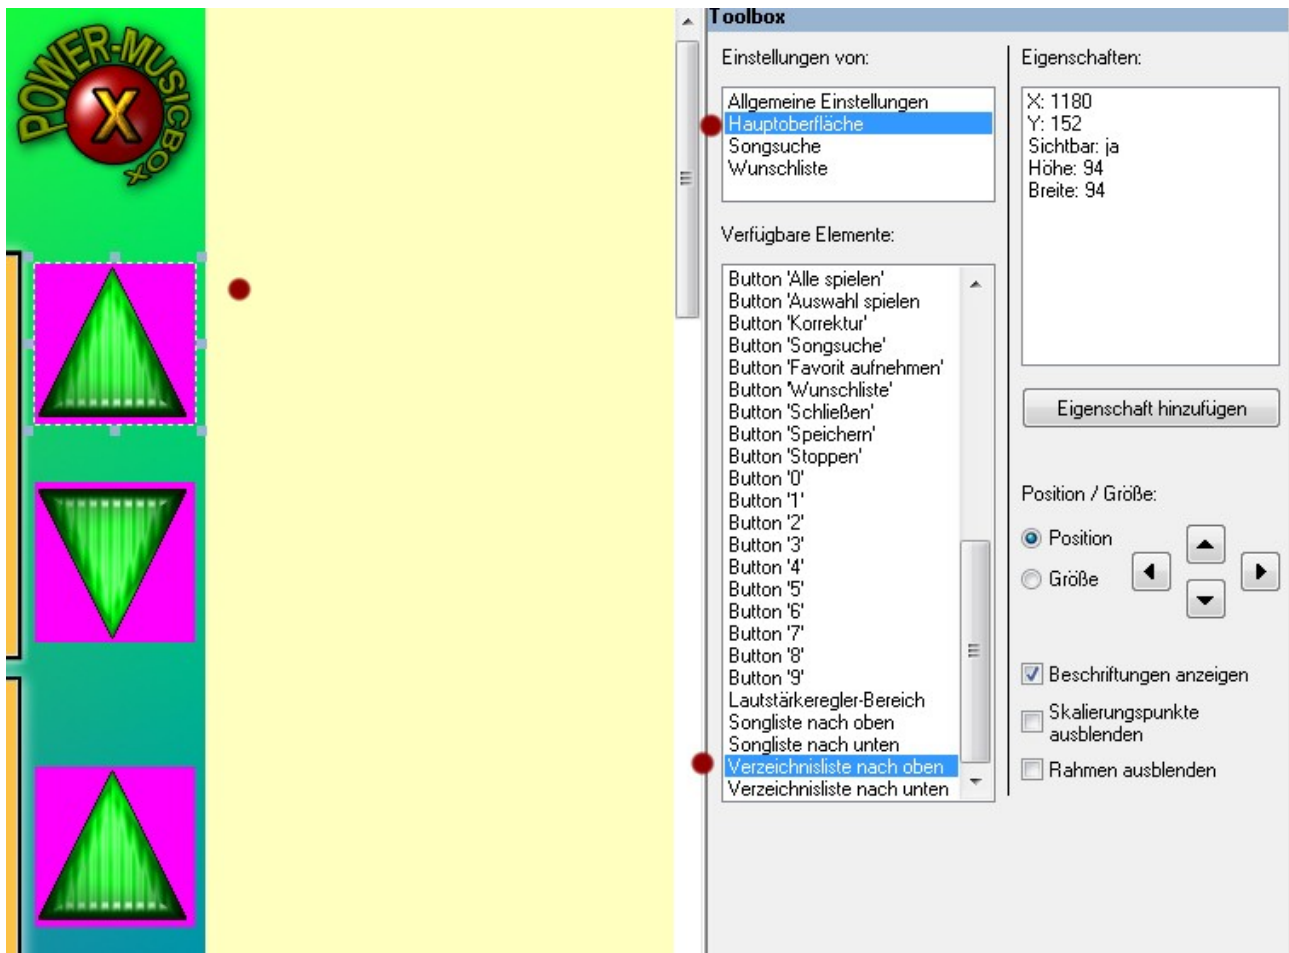 POWER-MUSICBOX
X
Toolbox
Einstellungen von:
Allgemeine Einstellungen
Hauptoberfläche
Songsuche
Wunschliste
Verfügbare Elemente:
Button 'Alle spielen'
Button 'Auswahl spielen
Button 'Korrektur'
Button 'Songsuche'
Button 'Favorit aufnehmen'
Button 'Wunschliste'
Button 'Schließen'
Button 'Speichern'
Button 'Stoppen'
Button '0'
Button '1'
Button '2'
Button '3'
Button '4'
Button '5'
Button '6'
Button '7'
Button '8'
Button '9'
Lautstärkeregler-Bereich
Songliste nach oben
Songliste nach unten
Verzeichnisliste nach oben
Verzeichnisliste nach unten
Eigenschaften:
X: 1180
Y: 152
Sichtbar: ja
Höhe: 94
Breite: 94
Eigenschaft hinzufügen
Position / Größe:
Position
Größe
Beschriftungen anzeigen
Skalierungspunkte
ausblenden
Rahmen ausblenden